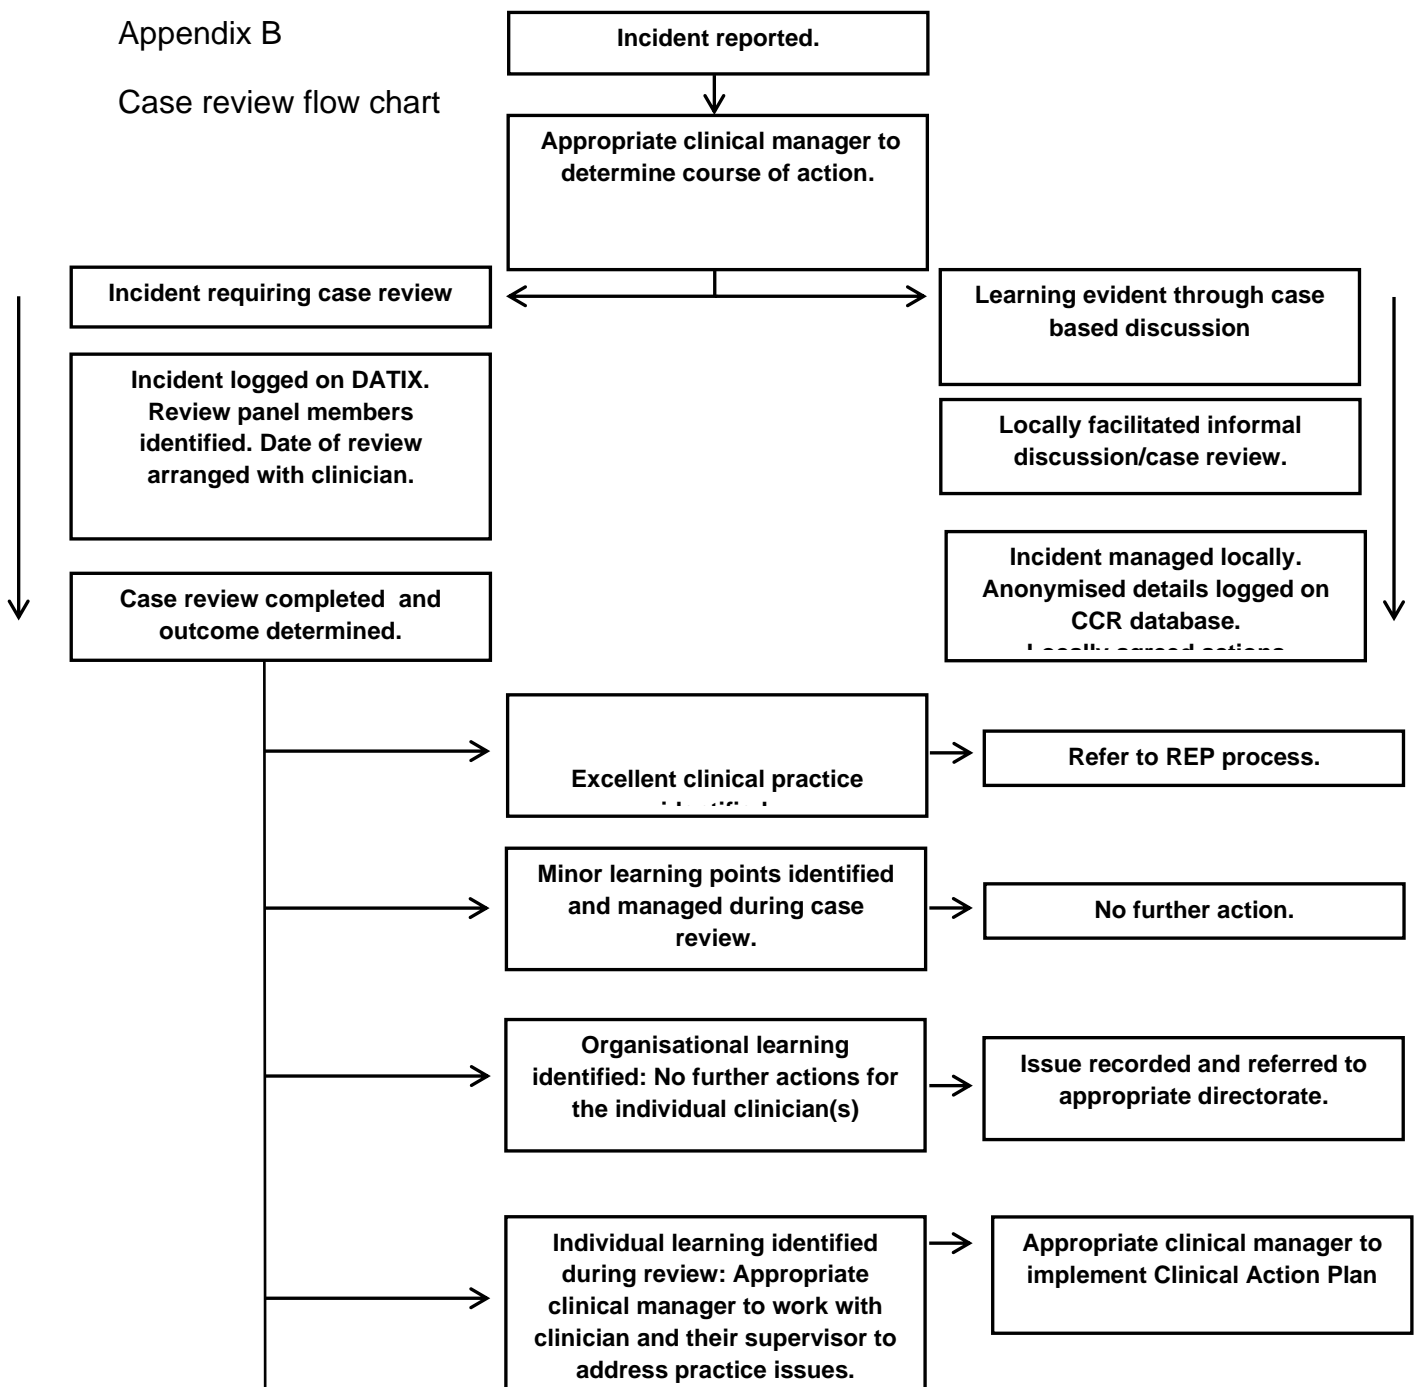 Appendix B
Case review flow chart
Incident reported.
Appropriate clinical manager to
determine course of action.
Incident requiring case review
Incident logged on DATIX.
Review panel members
identified. Date of review
arranged with clinician.
Case review completed and
outcome determined.
Learning evident through case
based discussion
Locally facilitated informal
discussion/case review.
Incident managed locally.
Anonymised details logged on
CCR database.
Locally agreed actions
Excellent clinical practice
Refer to REP process.
Minor learning points identified
and managed during case
review.
No further action.
Organisational learning
identified: No further actions for
the individual clinician(s)
Issue recorded and referred to
appropriate directorate.
Individual learning identified
during review: Appropriate
clinical manager to work with
clinician and their supervisor to
address practice issues.
Appropriate clinical manager to
implement Clinical Action Plan